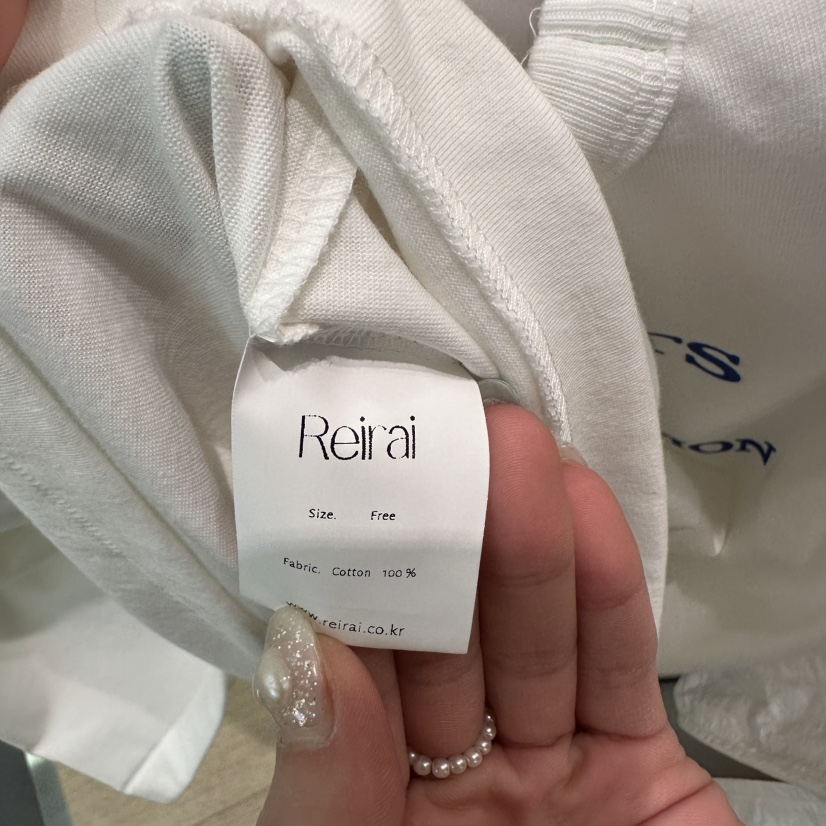 Reirai
Size. Free
Fabric. Cotton 100%
www.reirai.co.kr